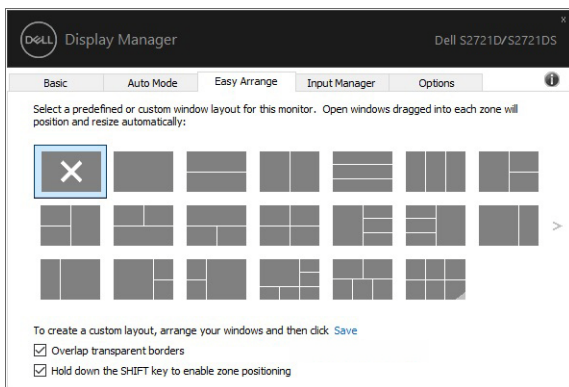 x
DELL Display Manager Dell S2721D/S2721DS
Basic Auto Mode Easy Arrange Input Manager Options i
Select a predefined or custom window layout for this monitor. Open windows dragged into each zone will
position and resize automatically:
>
To create a custom layout, arrange your windows and then click Save
Overlap transparent borders
Hold down the SHIFT key to enable zone positioning